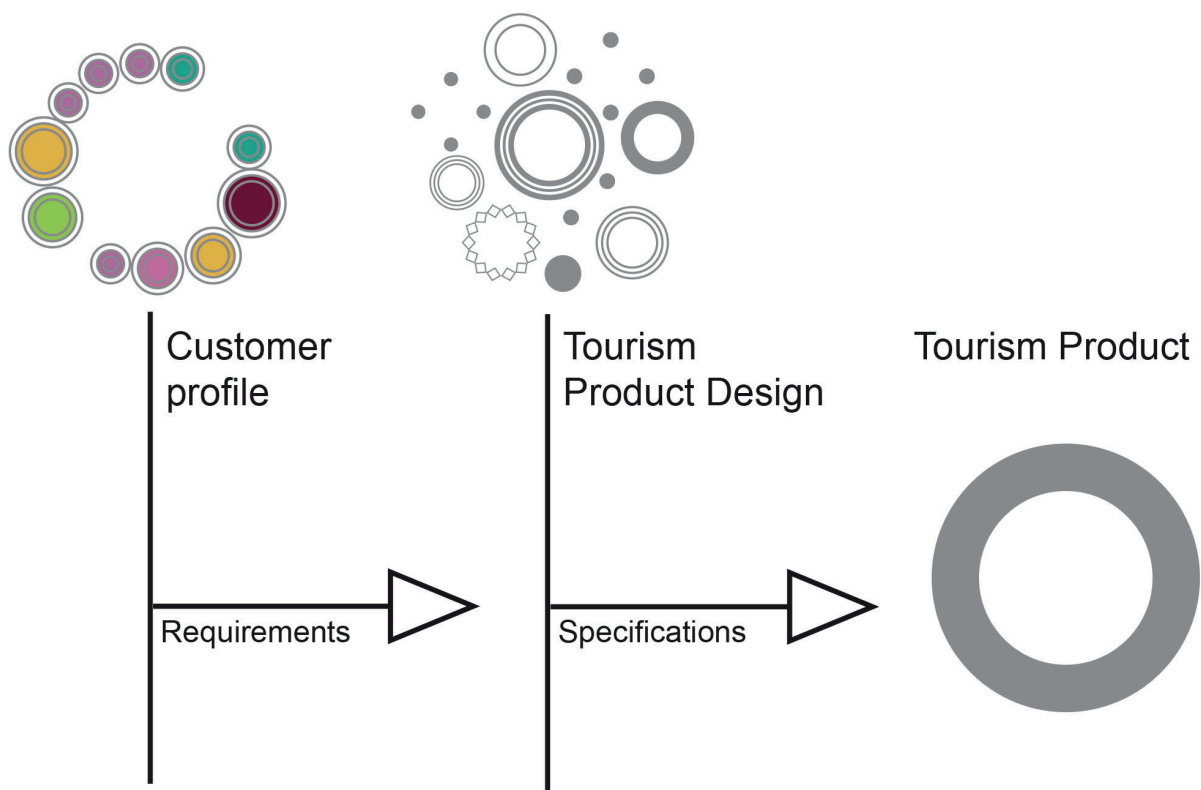 Customer
profile
Tourism
Product Design
Tourism Product
Requirements
Specifications